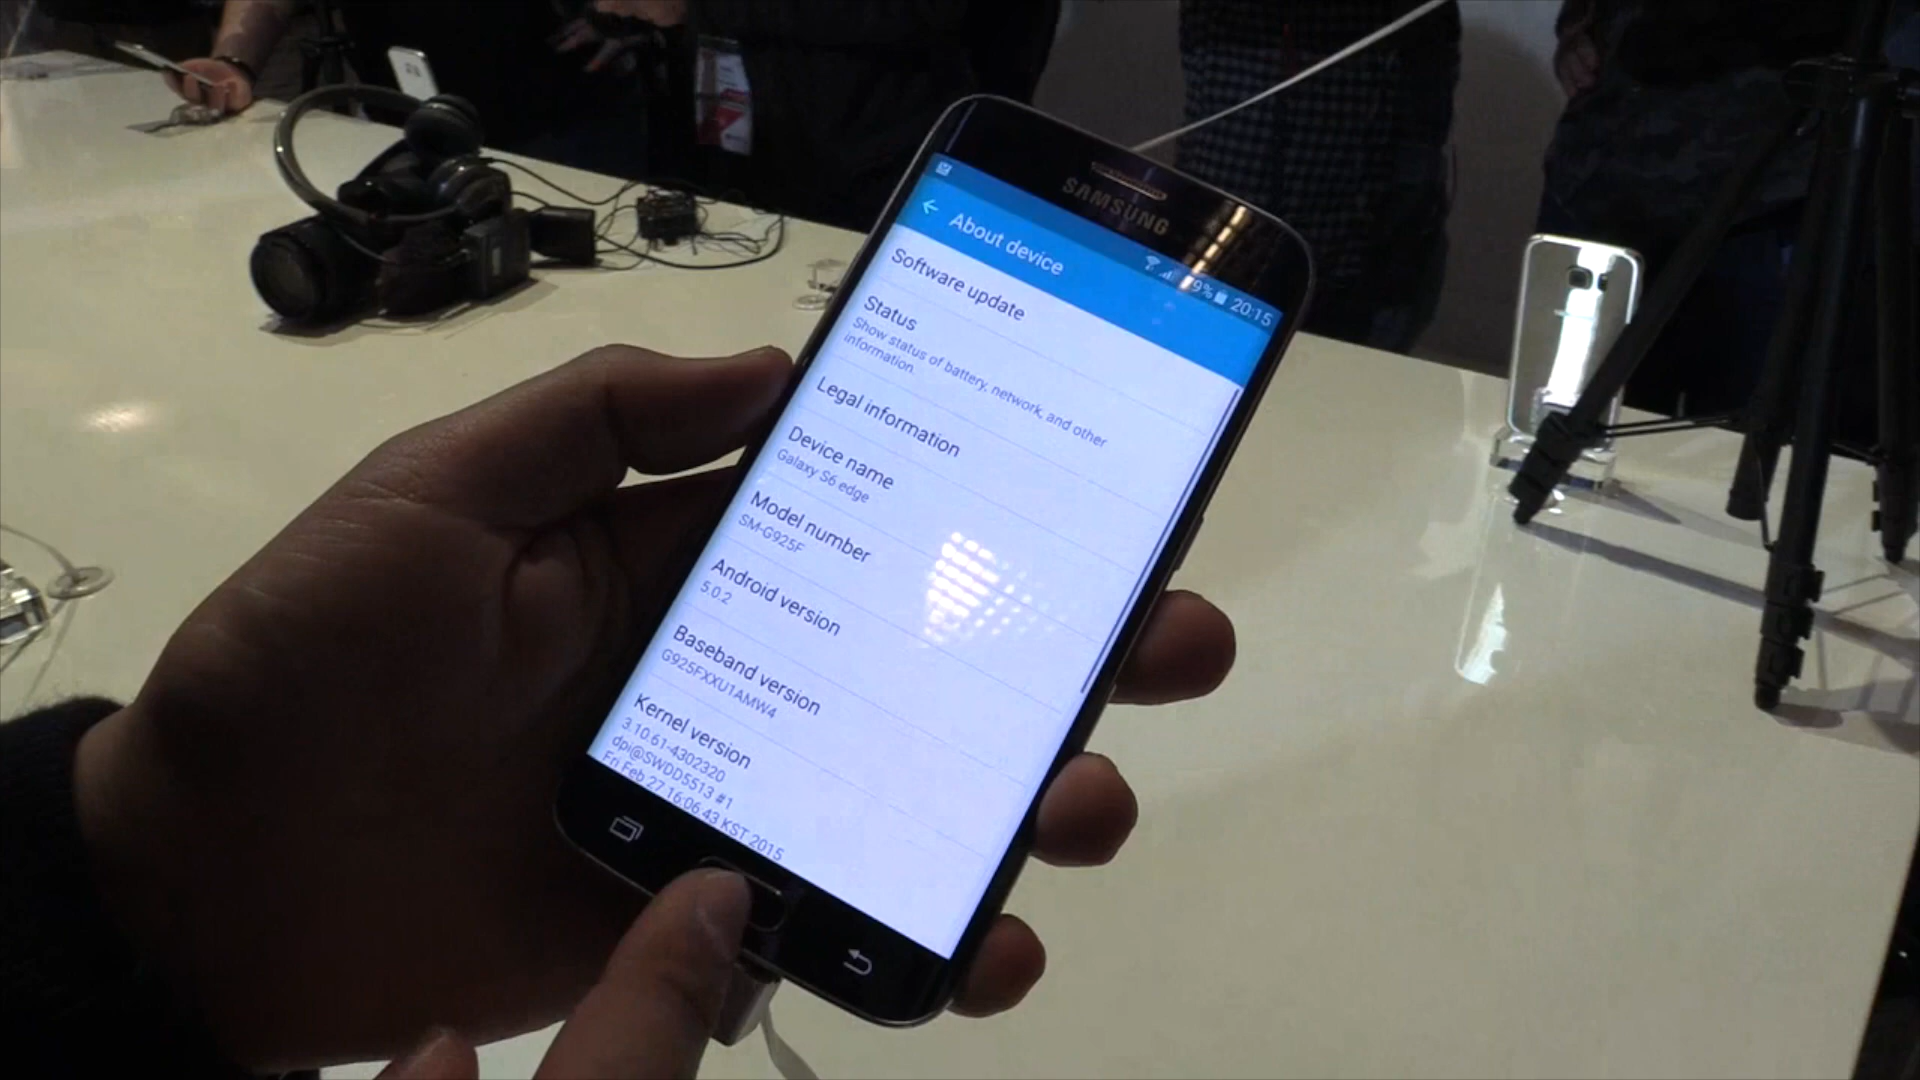 SAMSUNG
9% 20:15
About device
Software update
Status
Show status of battery, network, and other
information.
Legal information
Device name
Galaxy S6 edge
Model number
SM-G925F
Android version
5.0.2
Baseband version
G925FXXU1AMW4
Kernel version
3.10.61-4302320
dpi@SWDD5513 #1
Fri Feb 27 16:06:43 KST 2015